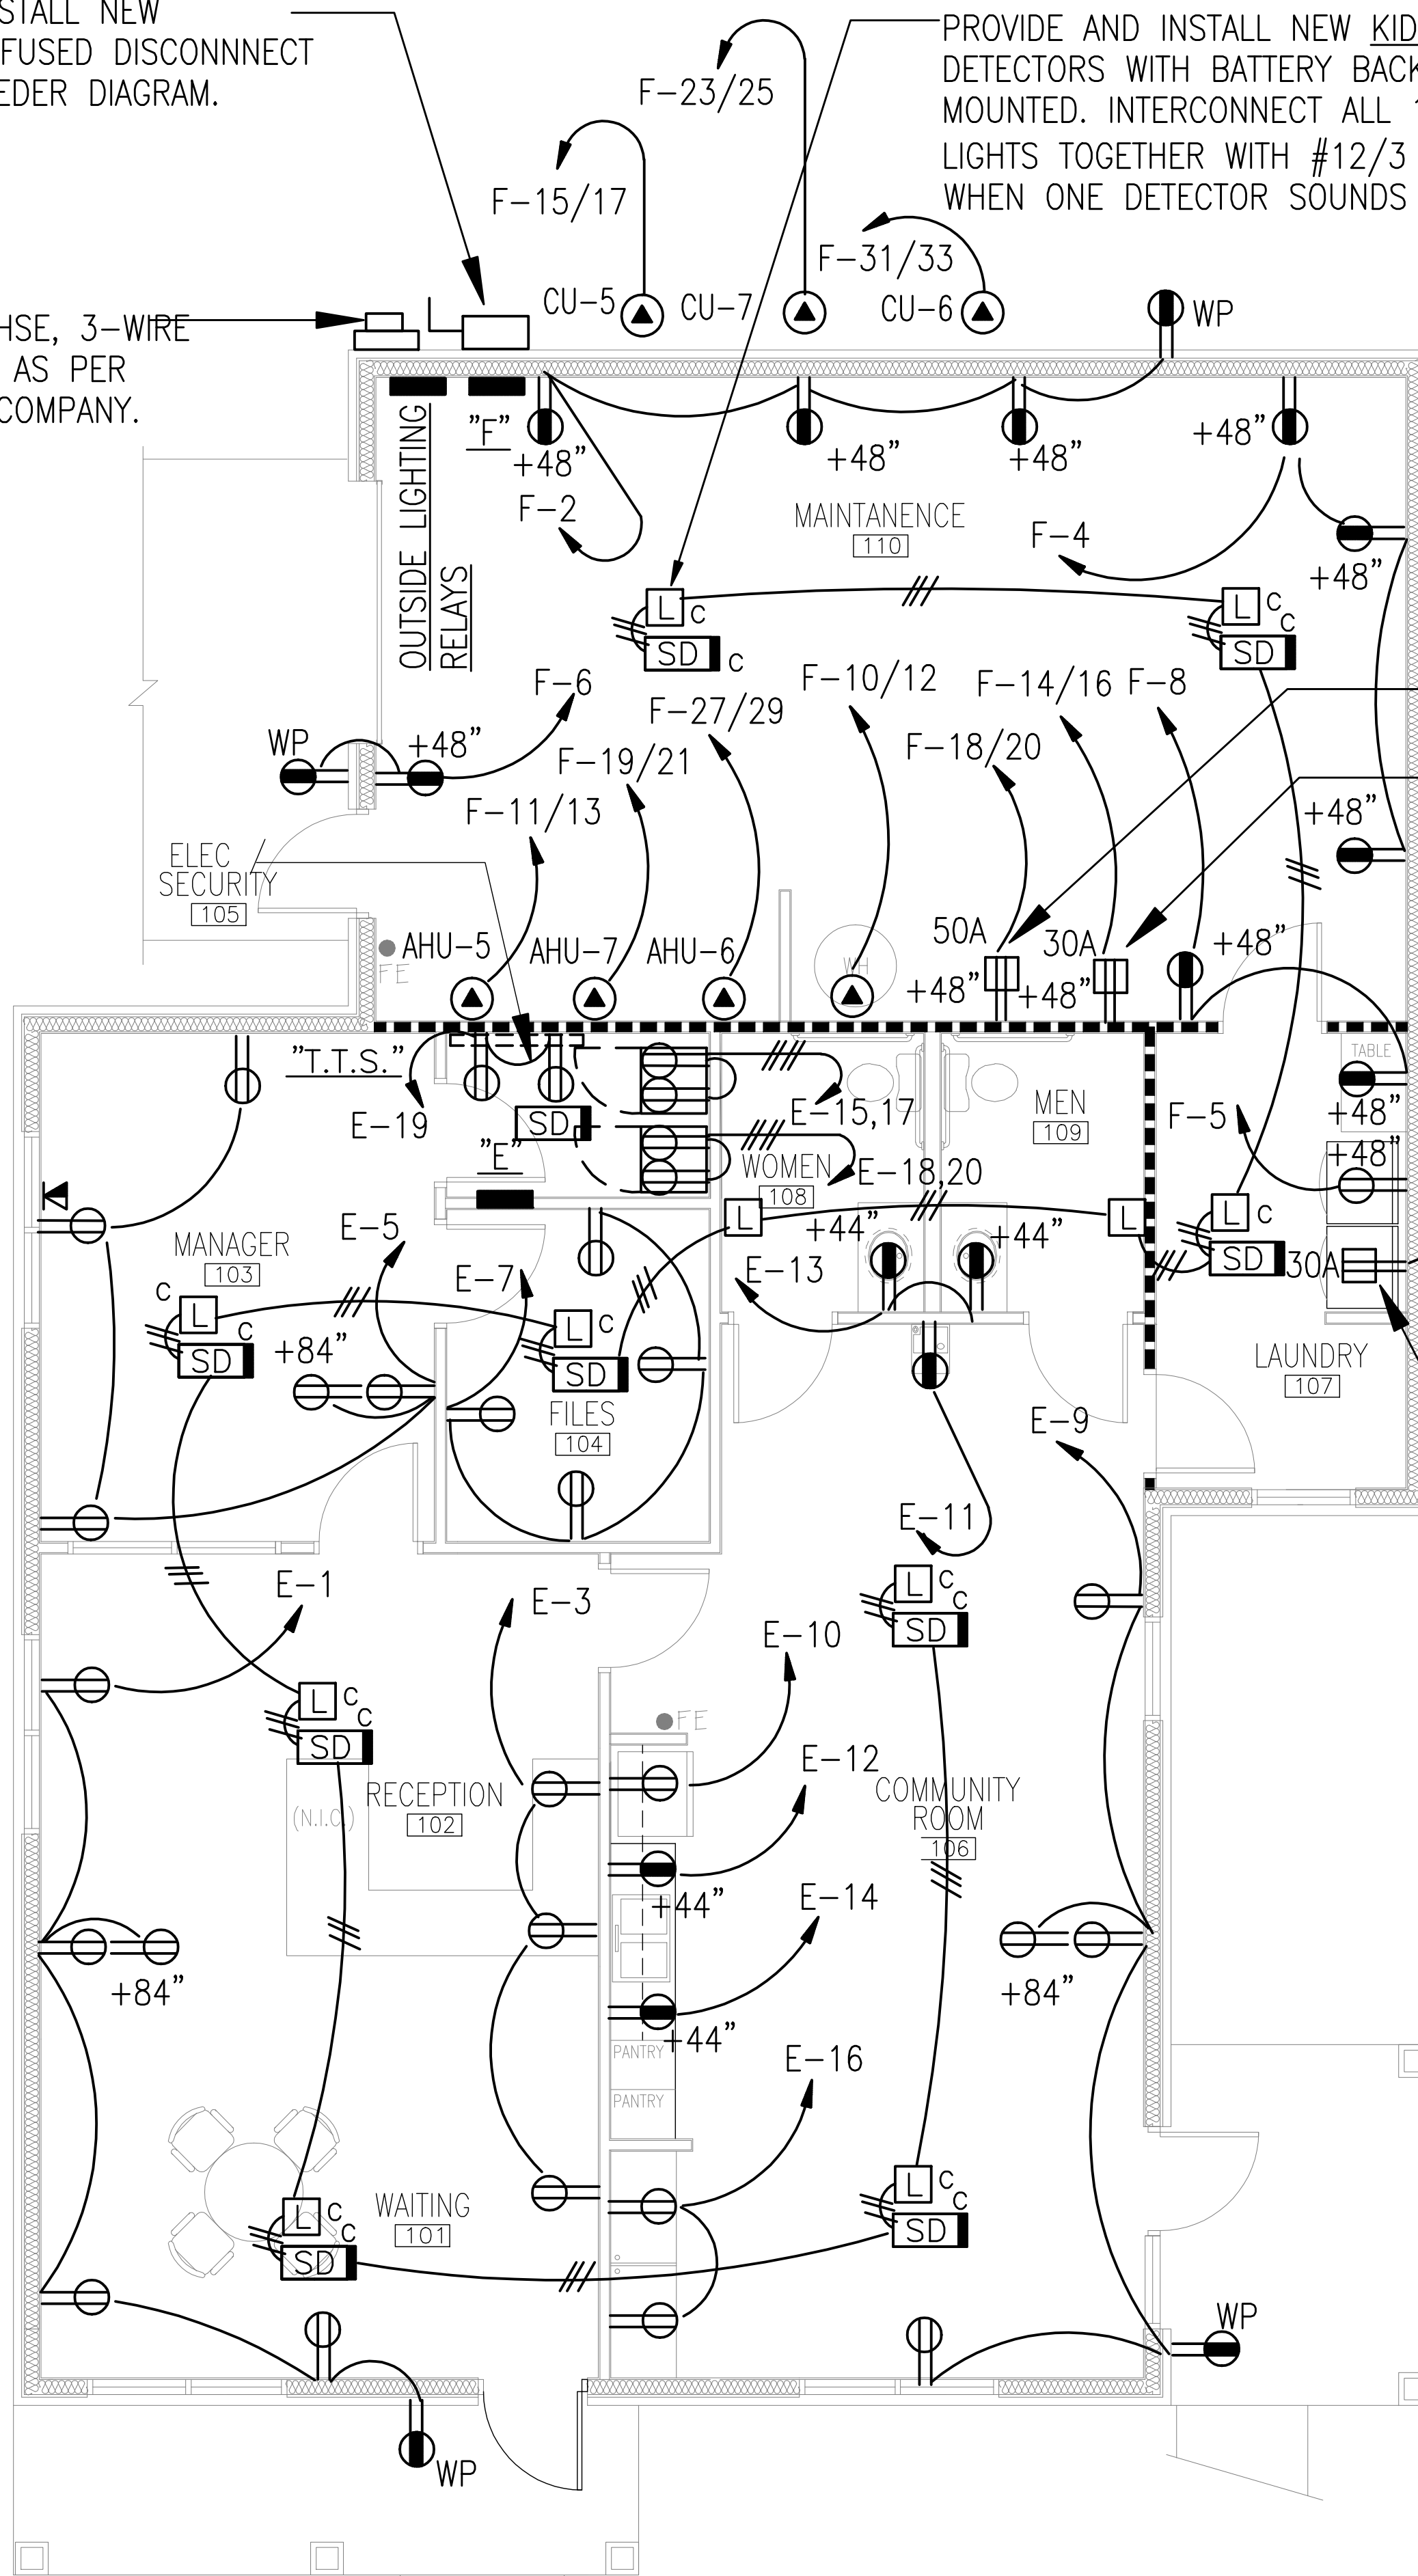 STALL NEW
FUSED DISCONNNECT
EDER DIAGRAM.
PROVIDE AND INSTALL NEW KID
DETECTORS WITH BATTERY BACK
MOUNTED. INTERCONNECT ALL
LIGHTS TOGETHER WITH #12/3
WHEN ONE DETECTOR SOUNDS
F-23/25
F-15/17
F-31/33
CU-5
CU-7
CU-6
WP
HSE, 3-WIRE
AS PER
COMPANY.
OUTSIDE LIGHTING
RELAYS
"F"
+48"
+48"
+48"
+48"
F-2
MAINTANENCE
110
F-4
+48"
L C
SD C
L C
C
SD
F-6
F-27/29
F-10/12
F-14/16
F-8
WP
+48"
F-19/21
F-18/20
F-11/13
+48"
ELEC
SECURITY
105
AHU-5
AHU-7
AHU-6
FE
WH
50A
+48"
30A
+48"
+48"
"T.T.S."
E-19
SD
"E"
E-15,17
E-18,20
WOMEN
108
MEN
109
TABLE
+48"
F-5
+48"
MANAGER
103
E-5
E-7
L
+44"
+44"
L
E-13
L C
SD
30A
C
L
C
SD
+84"
L C
SD
FILES
104
LAUNDRY
107
E-9
E-11
E-1
E-3
L C
C
SD
E-10
L C
C
SD
FE
E-12
RECEPTION
102
(N.I.C.)
COMMUNITY
ROOM
106
+44"
E-14
+84"
+84"
+44"
PANTRY
PANTRY
E-16
WAITING
101
L C
C
SD
L C
C
SD
WP
WP